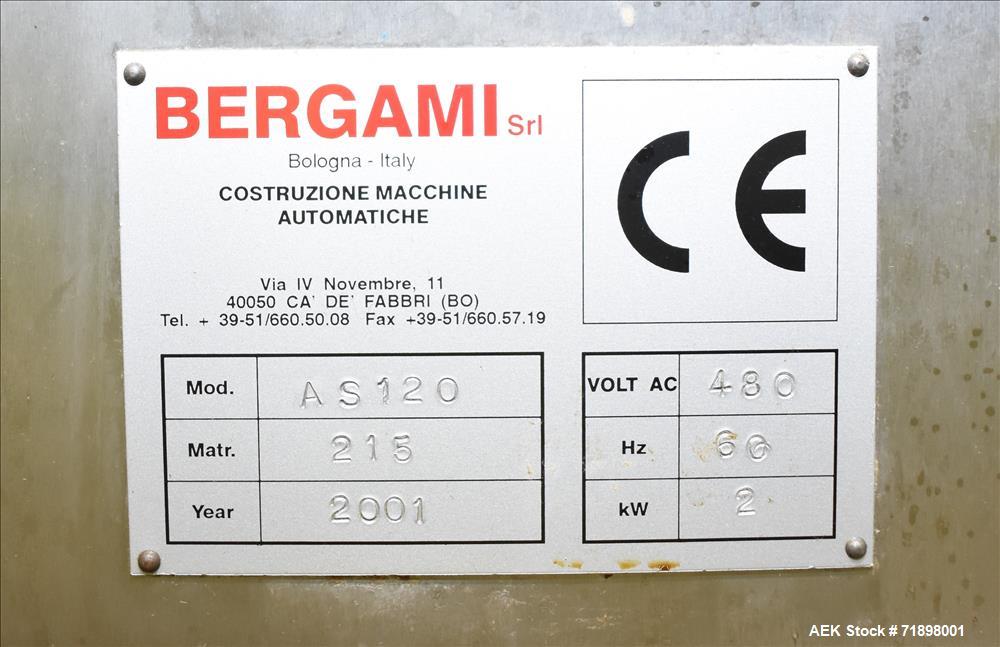 BERGAMI Srl
Bologna - Italy
COSTRUZIONE MACCHINE
AUTOMATICHE
Via IV Novembre, 11
40050 CA' DE' FABBRI (BO)
Tel. + 39-51/660.50.08 Fax +39-51/660.57.19
CE
Mod. AS120
Matr. 215
Year 2001
VOLT AC 480
Hz 60
kW 2
AEK Stock # 71898001